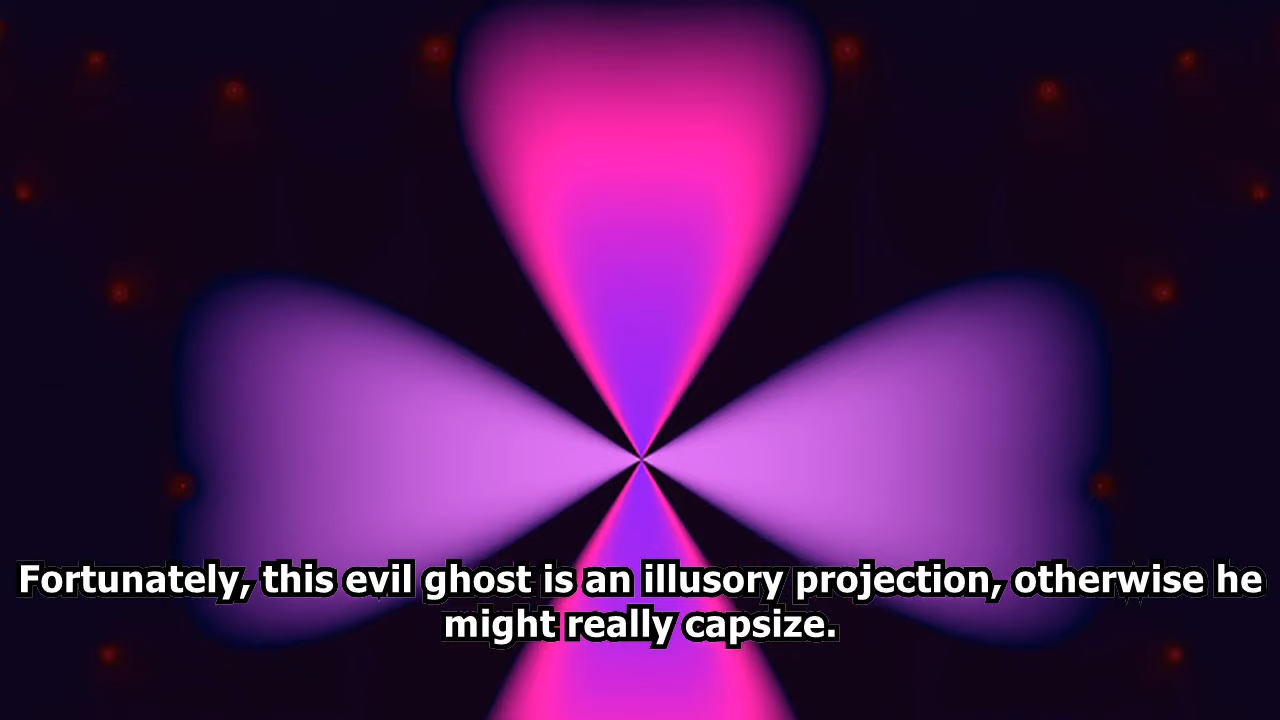 Fortunately, this evil ghost is an illusory projection, otherwise he
might really capsize.